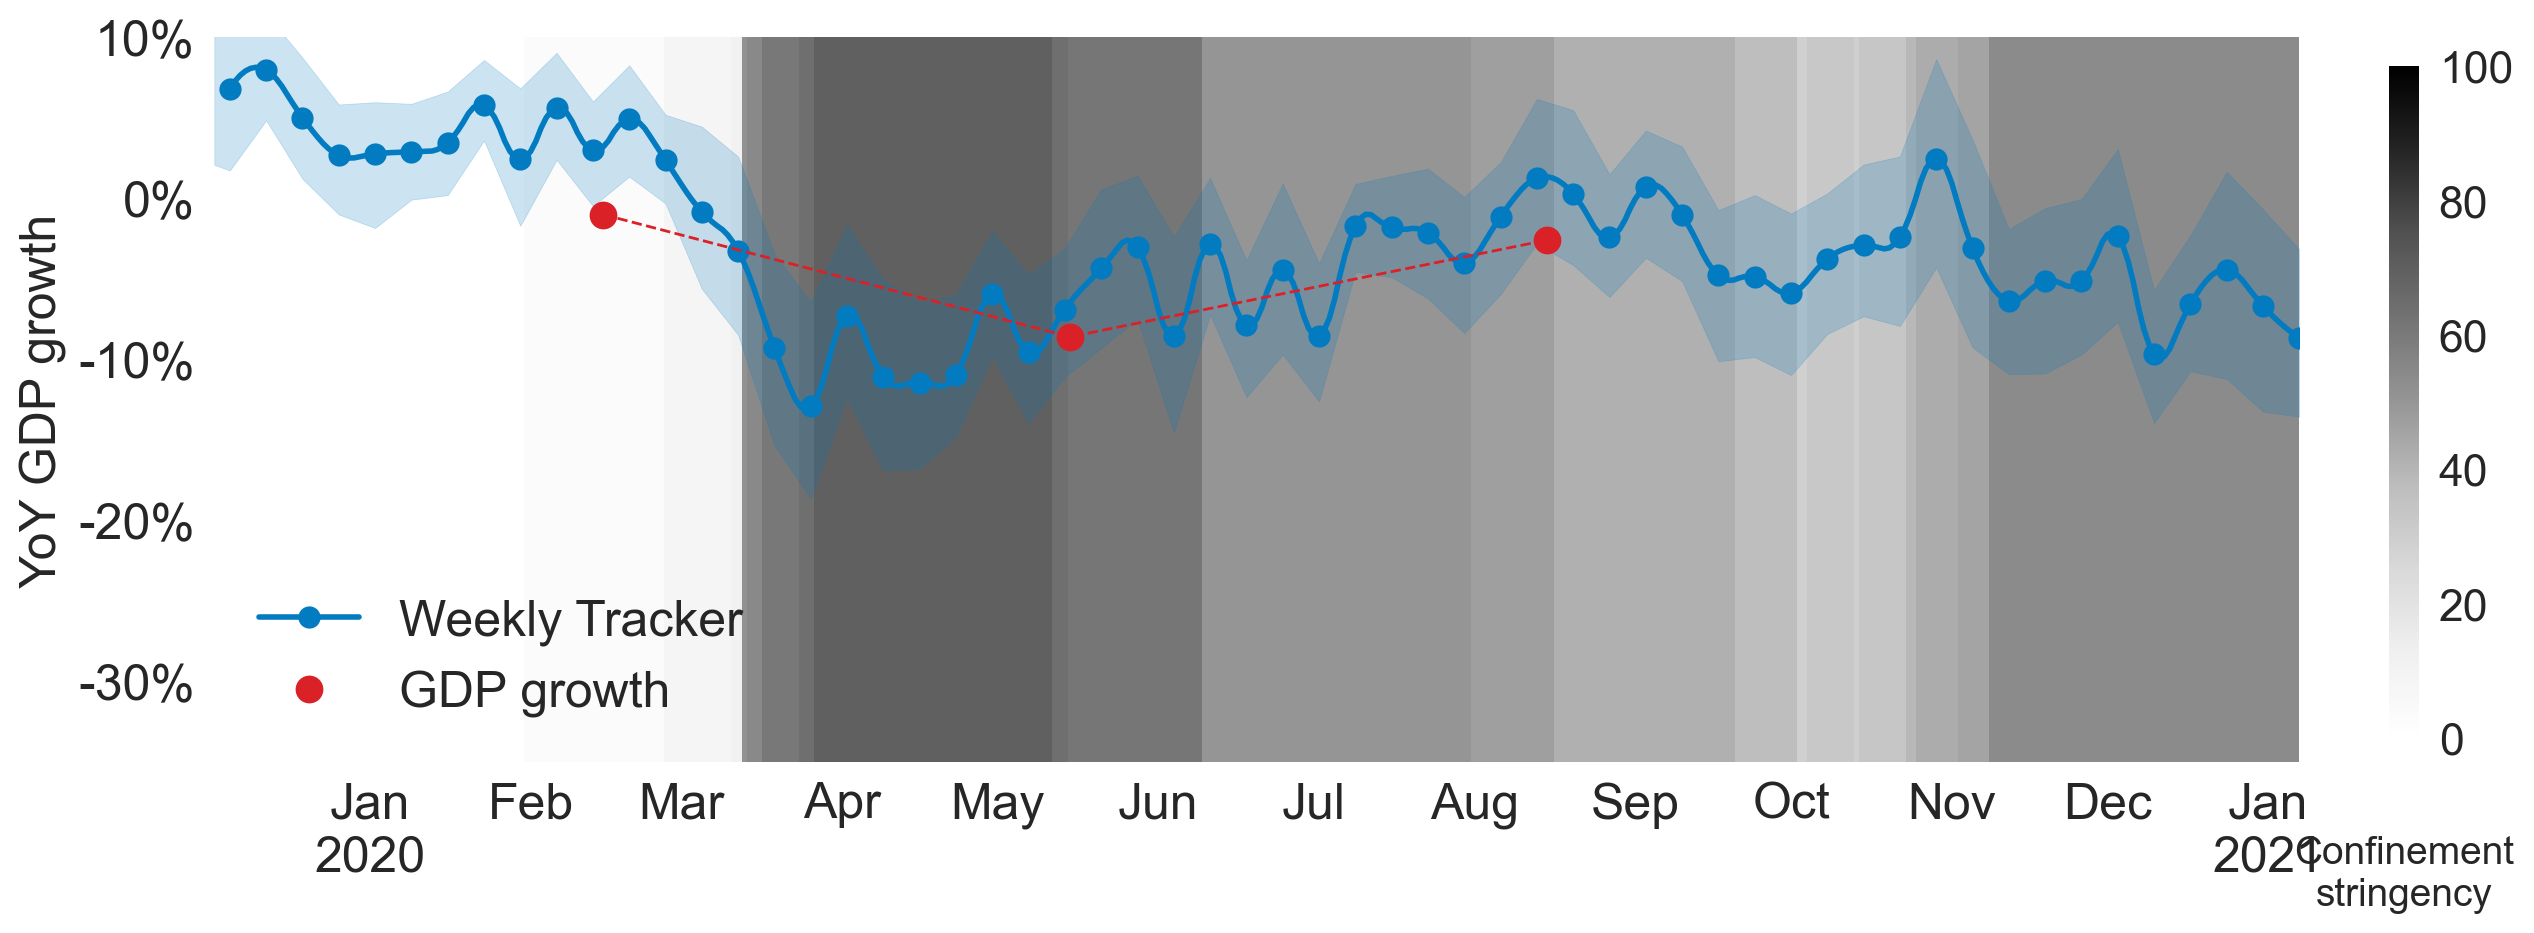 10%
0%
-10%
-20%
-30%
YoY GDP growth
Weekly Tracker
GDP growth
Jan
2020
Feb
Mar
Apr
May
Jun
Jul
Aug
Sep
Oct
Nov
Dec
Jan
2021
100
80
60
40
20
0
Confinement
stringency